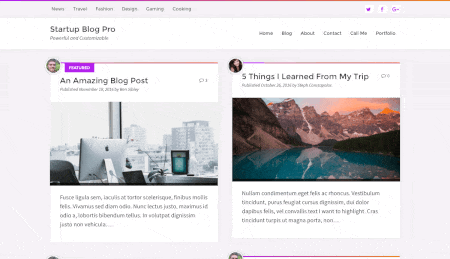 News Travel Fashion Design Gaming Cooking
Startup Blog Pro
Powerful and Customizable
Home Blog About Contact Call Me Portfolio
FEATURED
An Amazing Blog Post
3
Published November 18, 2016 by Ben Sibley
Fusce ligula sem, iaculis at tortor scelerisque, finibus mollis
felis. Vivamus sed diam odio. Nunc lectus justo, maximus id
odio a, lobortis bibendum tellus. In volutpat dignissim
justo non vehicula....
5 Things I Learned From My Trip
0
Published October 28, 2016 by Steph
Nullam condimentum eget felis ac rhoncus. Vestibulum
tincidunt, purus feugiat cursus dignissim, dui dolor
dapibus felis, vel convallis text I want to highlight. Cras
tincidunt turpis ut magna porta, non....